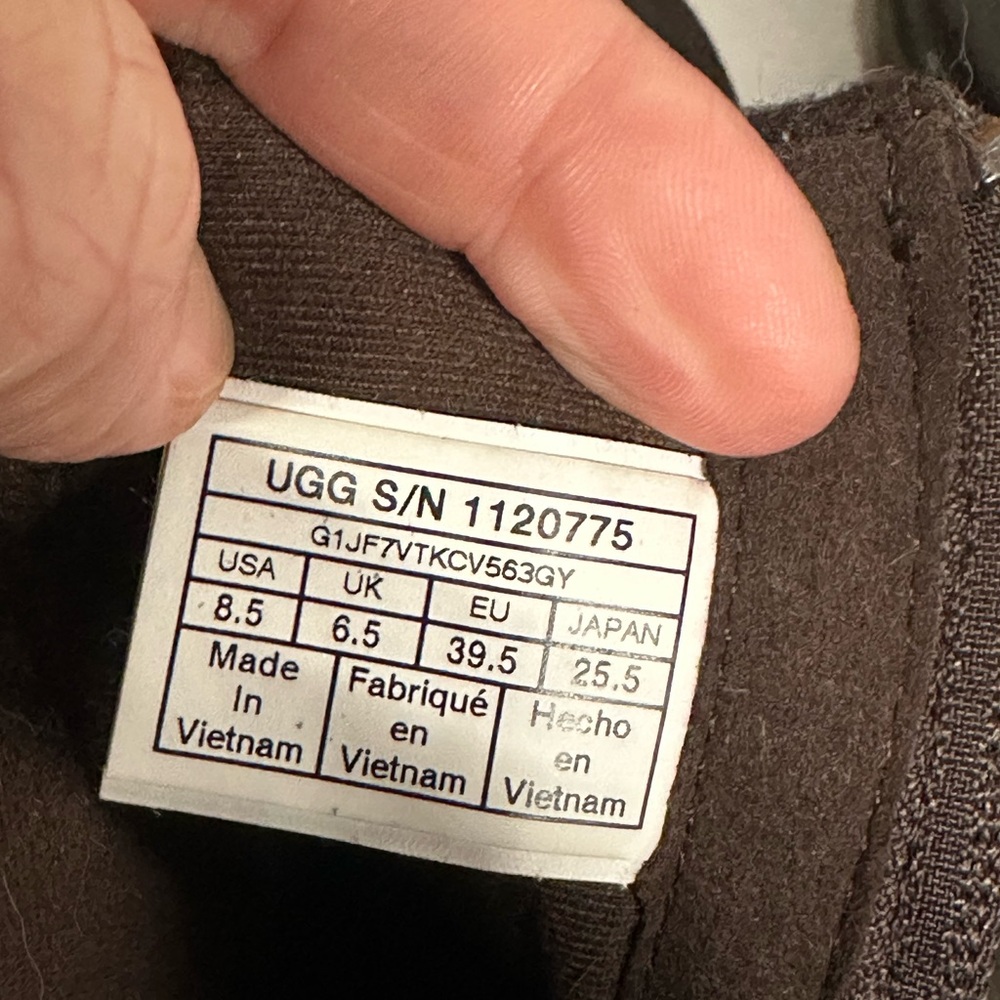 UGG S/N 1120775
G1JF7VTKCV563GY
USA UK EU JAPAN
8.5 6.5 39.5 25.5
Made Fabriqué Hecho
In en en
Vietnam Vietnam Vietnam